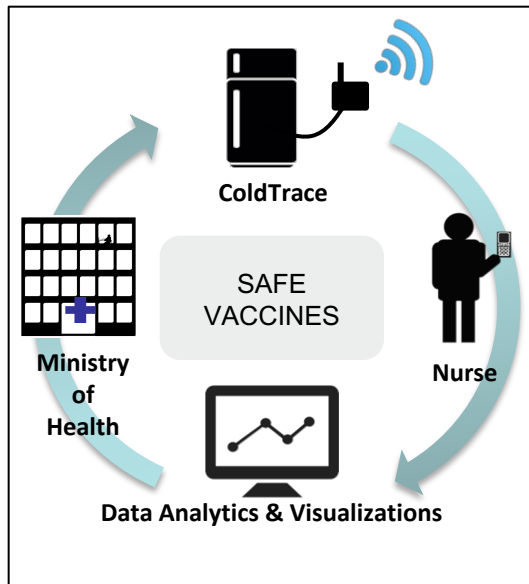 ColdTrace
SAFE
VACCINES
Nurse
Ministry
of
Health
Data Analytics & Visualizations